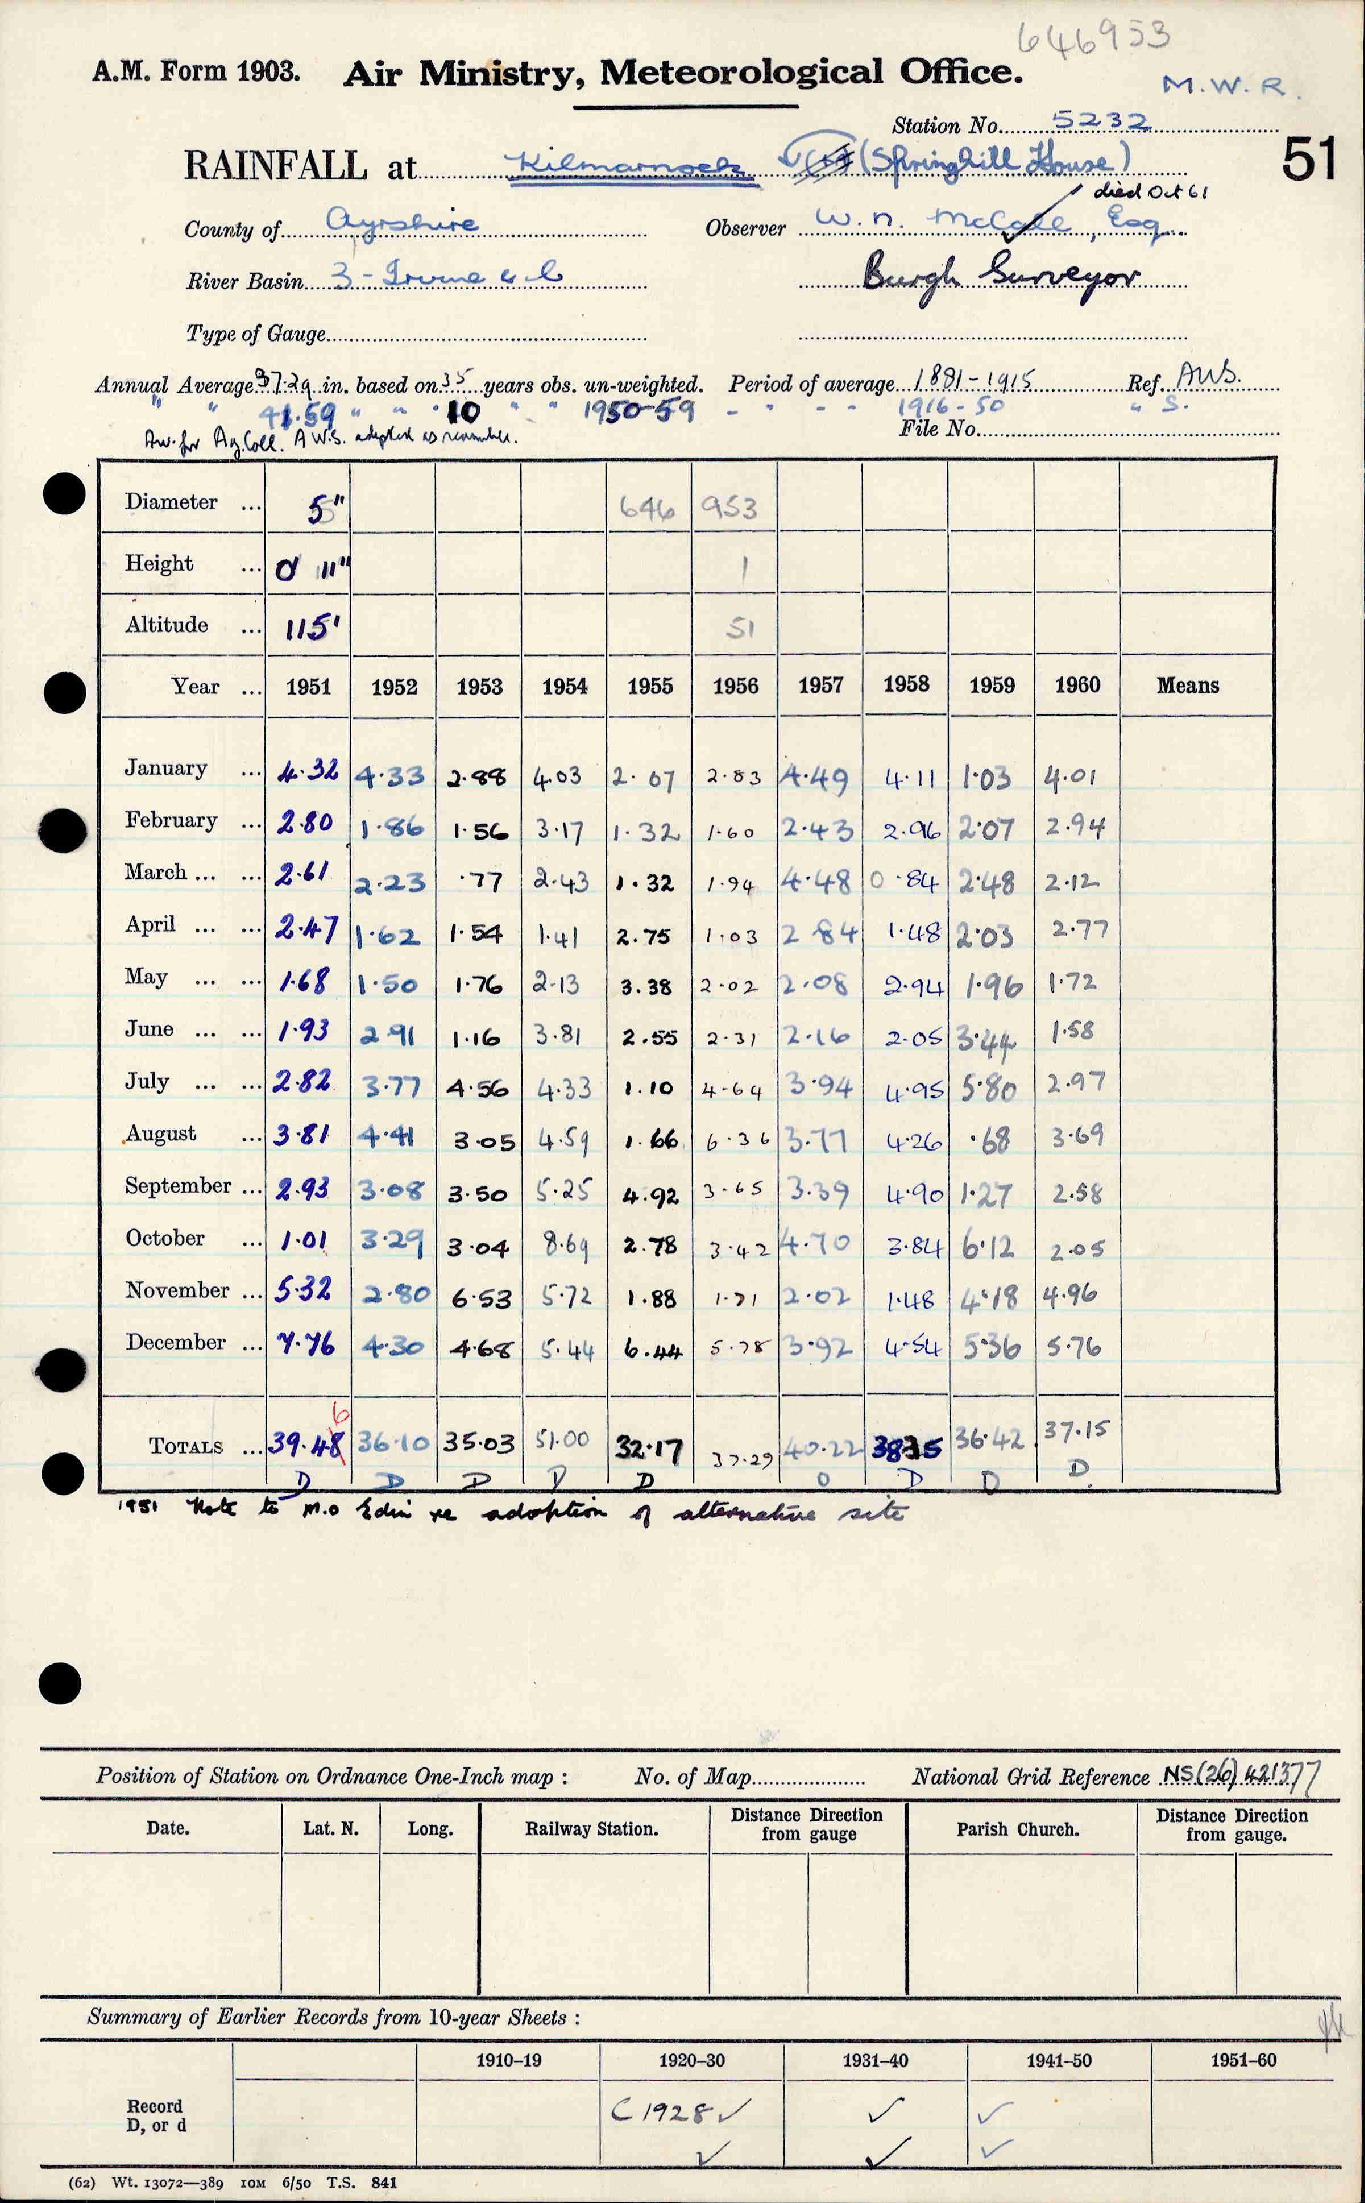 646953
A.M. Form 1903. Air Ministry, Meteorological Office.
M.W.R.
Station No. 5232
51
RAINFALL at Kilmarnock (Springhill House)
died Oct 61
County of Ayrshire Observer W. N. McCall, Esq.
River Basin 3 - Irvine & C Burgh Surveyor
Type of Gauge
Annual Average 37.29 in. based on 35 years obs. un-weighted. Period of average 1881-1915 Ref. AWS.
" " 41.59 " " 10 " " 1950-59 - " - - 1916-50 " S.
File No.
Av. for Ag. Coll. A.W.S. adopted as
Diameter ... 5" 646 953
Height ... 0 11" 1
Altitude ... 115' 51
Year ... 1951 1952 1953 1954 1955 1956 1957 1958 1959 1960 Means
January ... 4.32 4.33 2.88 4.03 2.07 2.83 4.49 4.11 1.03 4.01
February ... 2.80 1.86 1.56 3.17 1.32 1.60 2.43 2.96 2.07 2.94
March ... ... 2.61 2.23 .77 2.43 1.32 1.94 4.48 0.84 2.48 2.12
April ... ... 2.47 1.62 1.54 1.41 2.75 1.03 2 84 1.48 2.03 2.77
May ... ... 1.68 1.50 1.76 2.13 3.38 2.02 2.08 2.94 1.96 1.72
June ... ... 1.93 2 91 1.16 3.81 2.55 2.31 2.16 2.05 3.44 1.58
July ... ... 2.82 3.77 4.56 4.33 1.10 4.64 3.94 4.95 5.80 2.97
August ... 3.81 4.41 3.05 4.59 1.66 6.36 3.77 4.26 .68 3.69
September ... 2.93 3.08 3.50 5.25 4.92 3.65 3.39 4.90 1.27 2.58
October ... 1.01 3.29 3.04 8.69 2.78 3.42 4.70 3.84 6.12 2.05
November ... 5.32 2.80 6.53 5.72 1.88 1.71 2.02 1.48 4.18 4.96
December ... 7.76 4.30 4.68 5.44 6.44 5.78 3.92 4.54 5.36 5.76
6
TOTALS ... 39.48 36.10 35.03 51.00 32.17 37.29 40.22 38.35 36.42 37.15
D D D D D D D D D
1951 Note to M.O Edin re adoption of alternative site
Position of Station on Ordnance One-Inch map : No. of Map National Grid Reference NS(26) 421377
Date. Lat. N. Long. Railway Station. Distance Direction from gauge Parish Church. Distance Direction from gauge.
Summary of Earlier Records from 10-year Sheets :
1910–19 1920–30 1931–40 1941–50 1951–60
Record D, or d
C 1928 ✓ ✓ ✓
✓ ✓ ✓
(62) Wt. 13072—389 10M 6/50 T.S. 841